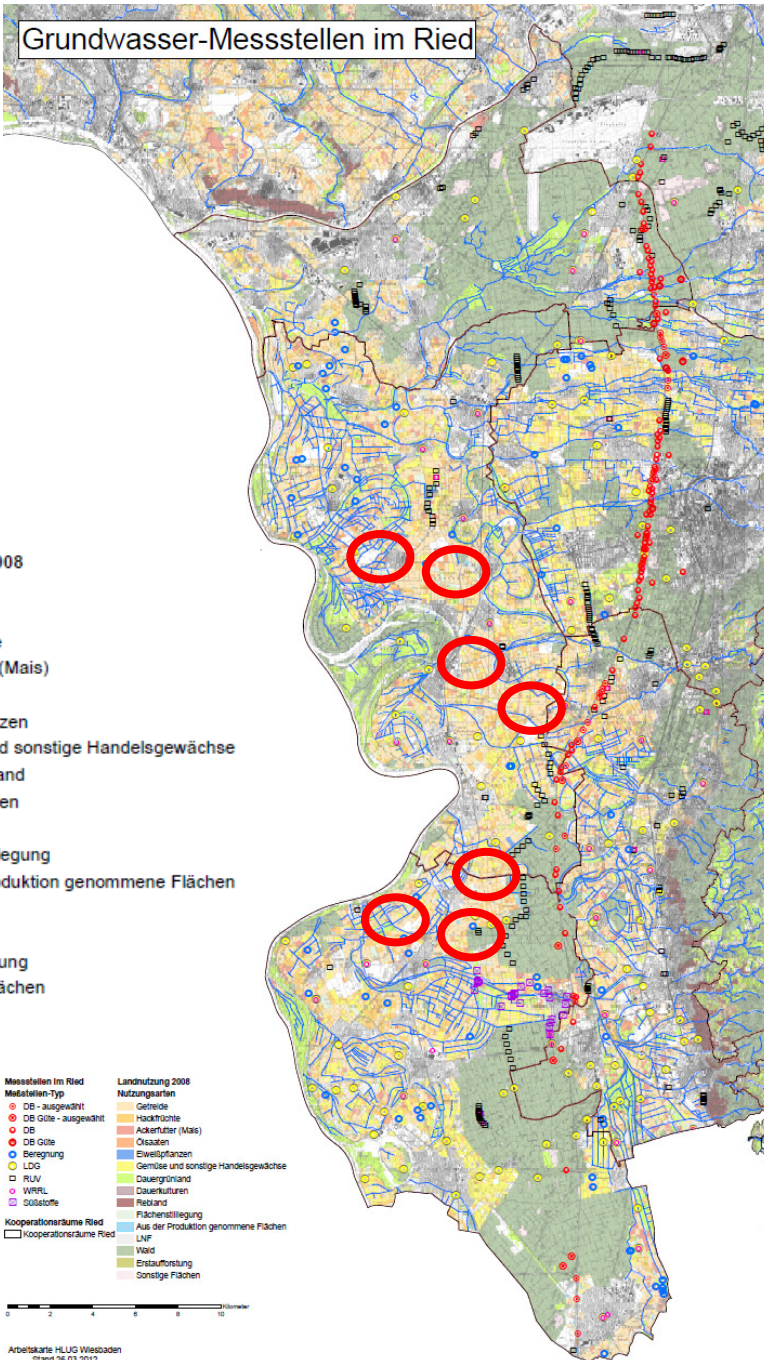 Grundwasser-Messstellen im Ried
008
e
(Mais)
zen
d sonstige Handelsgewächse
and
en
legung
oduktion genommene Flächen
ung
ächen
Messstellen im Ried
Meßstellen-Typ
DB - ausgewählt
DB Güte - ausgewählt
DB
DB Güte
Beregnung
LDG
RUV
WRRL
Süßstoffe
Kooperationsräume Ried
Kooperationsräume Ried
Landnutzung 2008
Nutzungsarten
Getreide
Hackfrüchte
Ackerfutter (Mais)
Ölsaaten
Eiweißpflanzen
Gemüse und sonstige Handelsgewächse
Dauergrünland
Dauerkulturen
Rebland
Flächenstilllegung
Aus der Produktion genommene Flächen
LNF
Wald
Erstaufforstung
Sonstige Flächen
Kilometer
0 2 4 6 8 10
Arbeitskarte HLUG Wiesbaden
Stand 26.03.2012